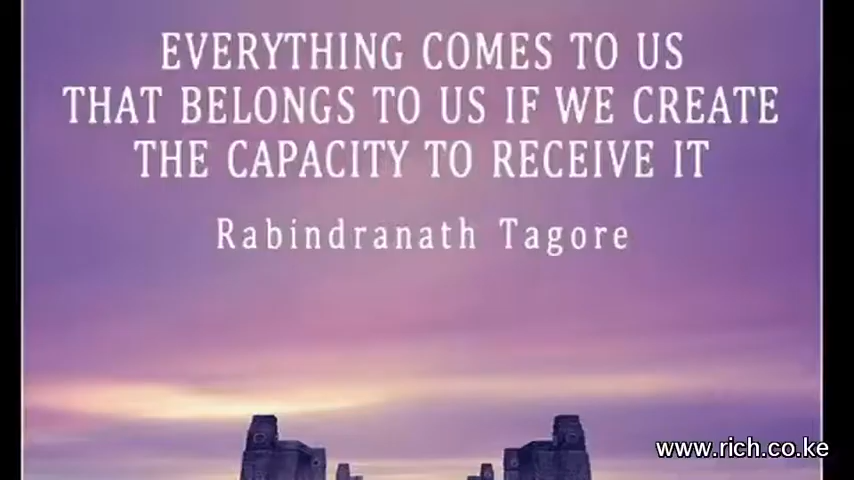 EVERYTHING COMES TO US
THAT BELONGS TO US IF WE CREATE
THE CAPACITY TO RECEIVE IT
Rabindranath Tagore
www.rich.co.ke